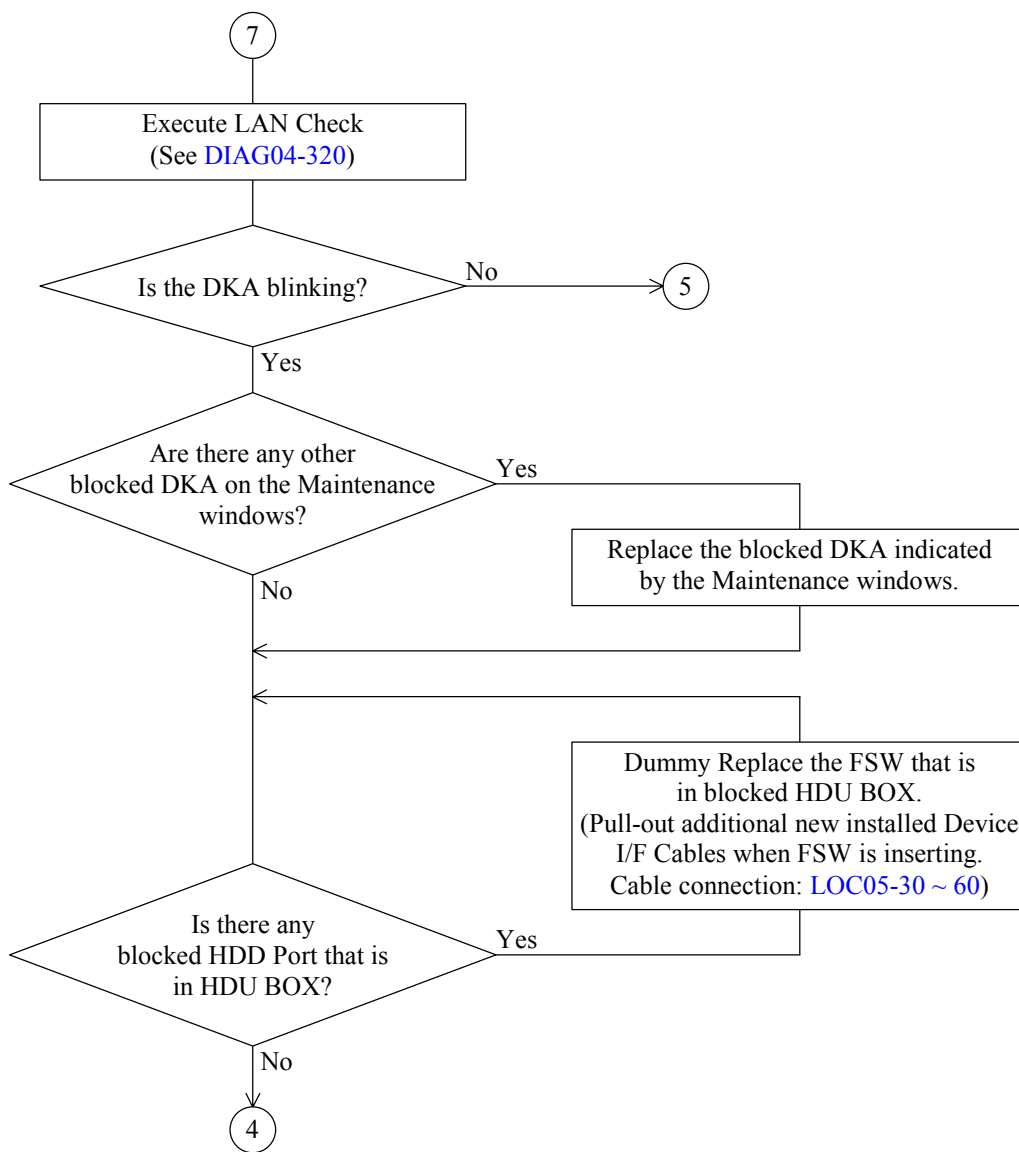 7
Execute LAN Check
(See DIAG04-320)
Is the DKA blinking?
No
5
Yes
Are there any other
blocked DKA on the Maintenance
windows?
Yes
Replace the blocked DKA indicated
by the Maintenance windows.
No
Dummy Replace the FSW that is
in blocked HDU BOX.
(Pull-out additional new installed Device
I/F Cables when FSW is inserting.
Cable connection: LOC05-30 ~ 60)
Is there any
blocked HDD Port that is
in HDU BOX?
Yes
No
4